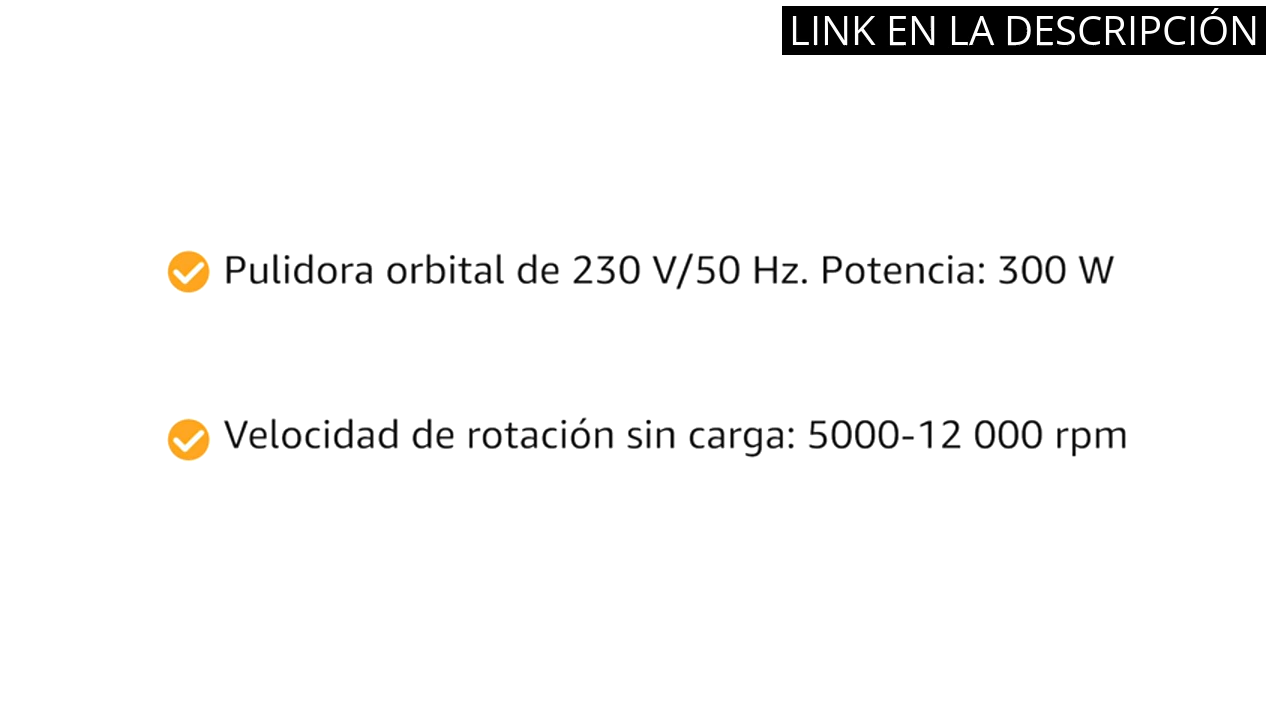 LINK EN LA DESCRIPCIÓN
Pulidora orbital de 230 V/50 Hz. Potencia: 300 W
Velocidad de rotación sin carga: 5000-12 000 rpm